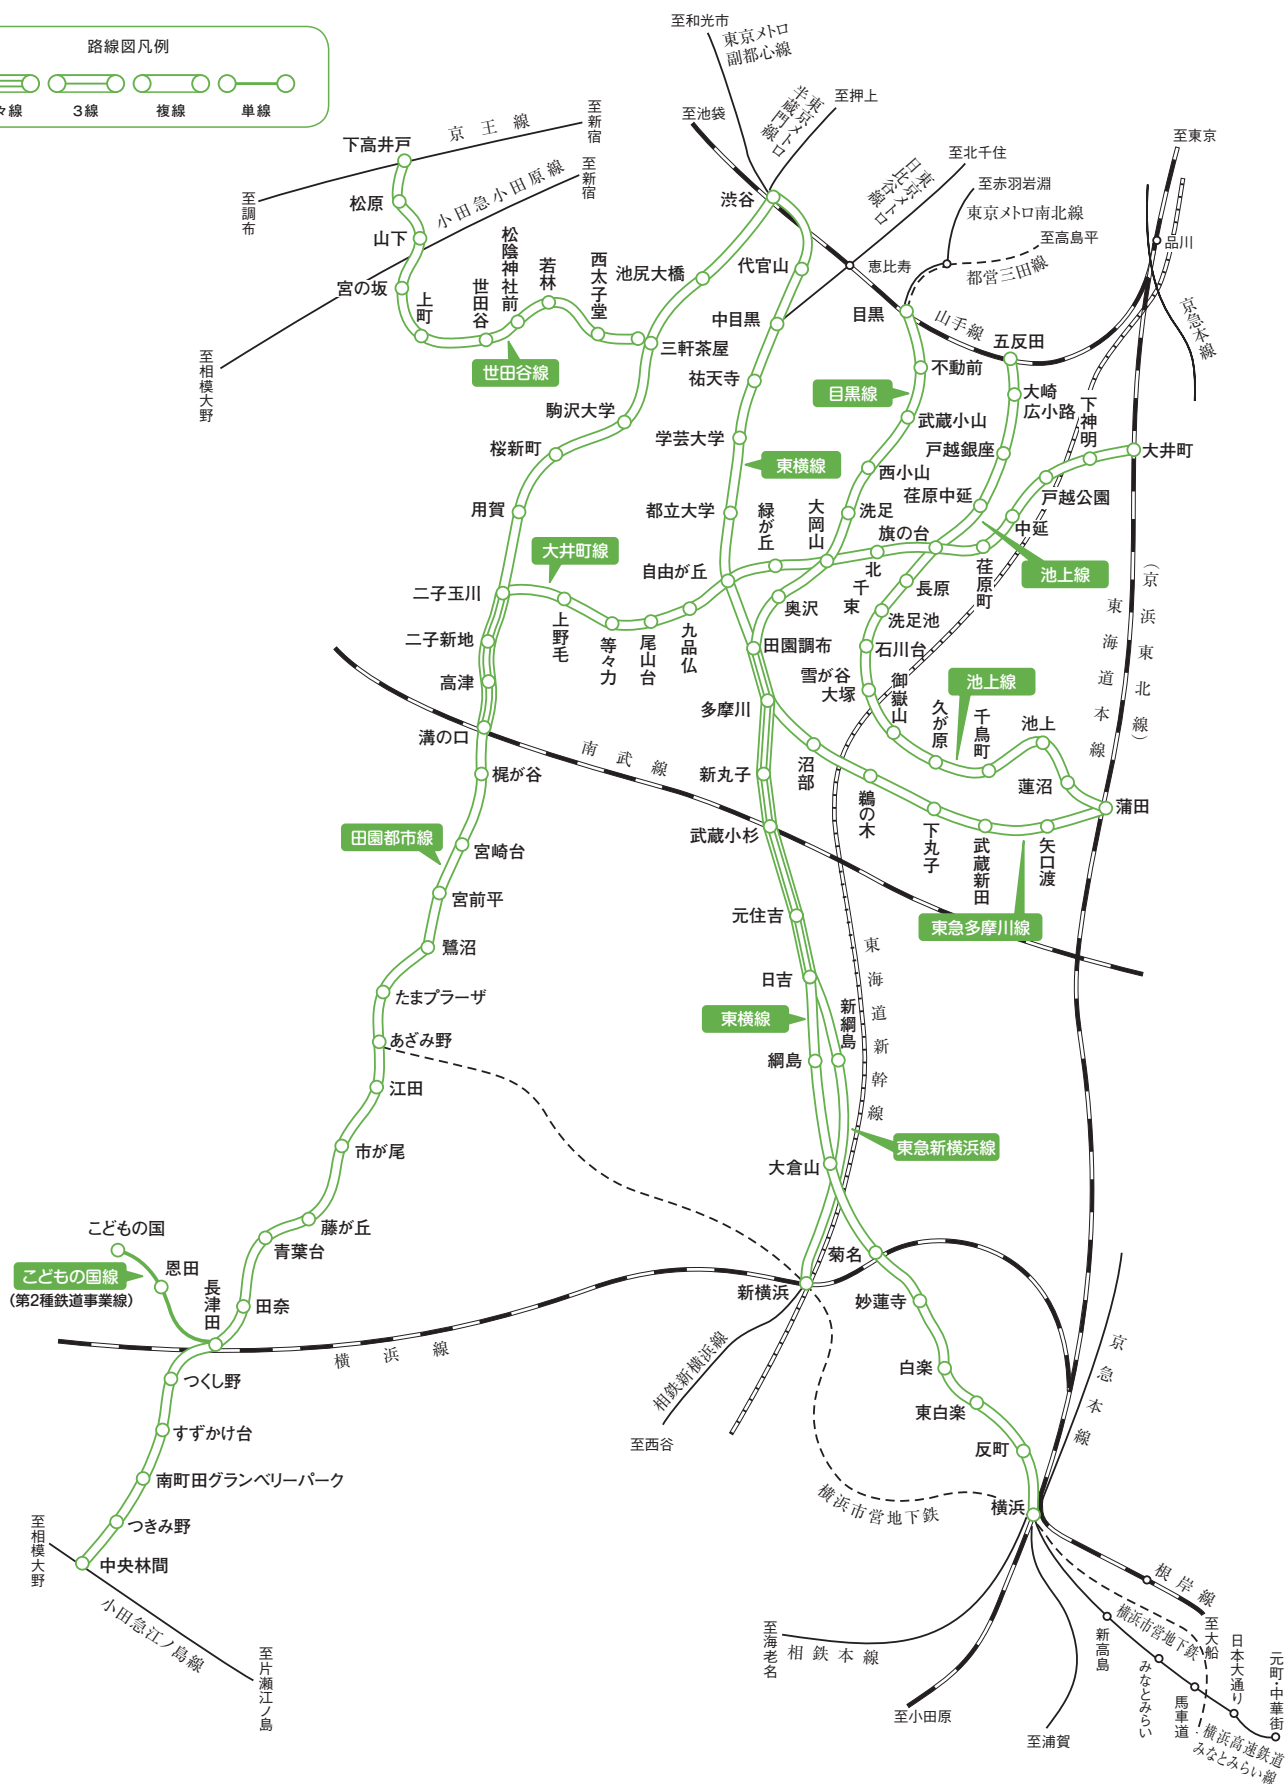 路線図凡例
々線
3線
複線
単線
至和光市
東京メトロ
副都心線
至池袋
東京メトロ
半蔵門線
至押上
至東京
至新宿
京王線
下高井戸
至調布
至新宿
小田急小田原線
至相模大野
松原
山下
宮の坂
上町
世田谷
松陰神社前
若林
西太子堂
世田谷線
渋谷
池尻大橋
三軒茶屋
駒沢大学
桜新町
用賀
二子玉川
二子新地
高津
溝の口
梶が谷
田園都市線
宮崎台
宮前平
鷺沼
たまプラーザ
あざみ野
江田
市が尾
藤が丘
青葉台
田奈
長津田
恩田
こどもの国
こどもの国線
(第2種鉄道事業線)
つくし野
すずかけ台
南町田グランベリーパーク
つきみ野
中央林間
至相模大野
小田急江ノ島線
至片瀬江ノ島
横浜線
代官山
中目黒
祐天寺
学芸大学
東横線
都立大学
自由が丘
東京メトロ
日比谷線
至北千住
至赤羽岩淵
東京メトロ南北線
至高島平
都営三田線
恵比寿
目黒
山手線
品川
京急本線
五反田
不動前
目黒線
武蔵小山
西小山
洗足
大岡山
緑が丘
奥沢
田園調布
大崎
広小路
戸越銀座
荏原中延
旗の台
長原
洗足池
石川台
雪が谷
大塚
御嶽山
久が原
千鳥町
池上
蓮沼
蒲田
池上線
池上線
下神明
大井町
戸越公園
中延
荏原町
北千束
大井町線
上野毛
等々力
尾山台
九品仏
(京浜東北線)
東海道本線
南武線
多摩川
沼部
鵜の木
下丸子
武蔵新田
矢口渡
東急多摩川線
新丸子
武蔵小杉
元住吉
日吉
東横線
綱島
新綱島
東海道新幹線
大倉山
東急新横浜線
菊名
新横浜
妙蓮寺
白楽
東白楽
反町
横浜
相鉄新横浜線
至西谷
横浜市営地下鉄
京急本線
根岸線
至大船
横浜市営地下鉄
新高島
みなとみらい
馬車道
日本大通り
元町・中華街
横浜高速鉄道
みなとみらい線
至海老名
相鉄本線
至小田原
至浦賀